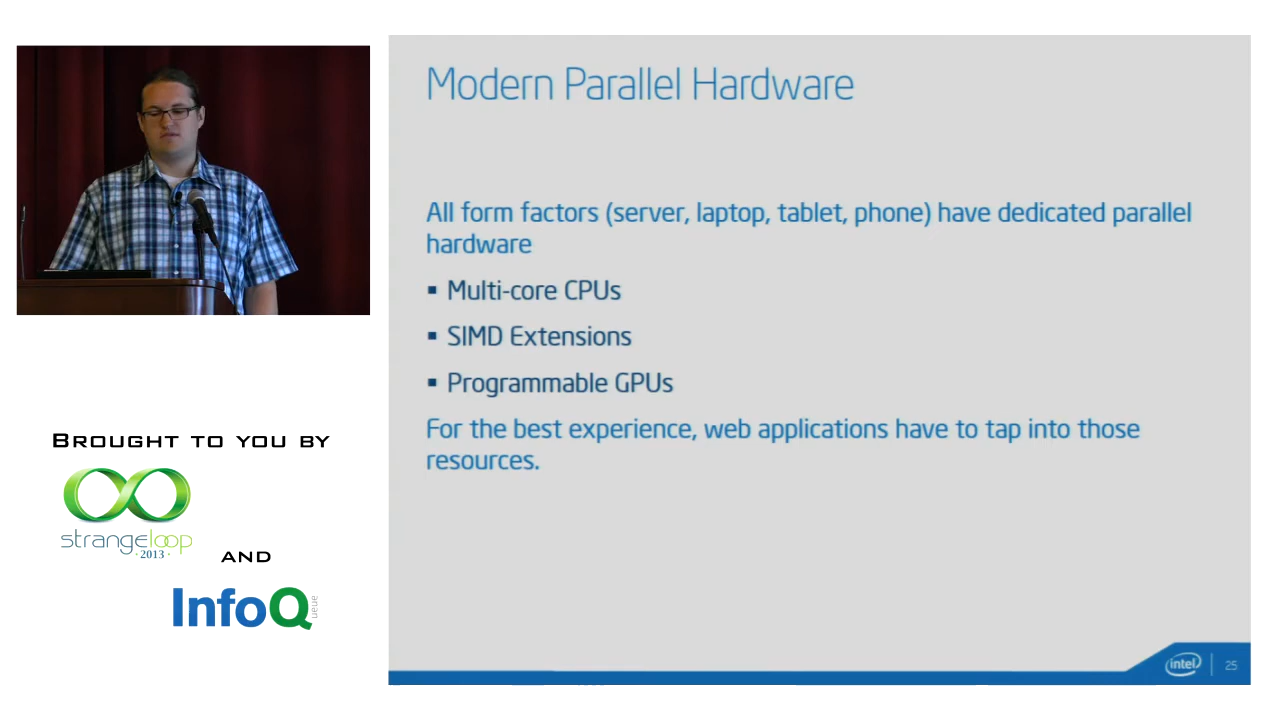 Modern Parallel Hardware
All form factors (server, laptop, tablet, phone) have dedicated parallel
hardware
▪ Multi-core CPUs
▪ SIMD Extensions
▪ Programmable GPUs
For the best experience, web applications have to tap into those
resources.
BROUGHT TO YOU BY
strangeloop
· 2013 ·
AND
InfoQ
queue
intel
25